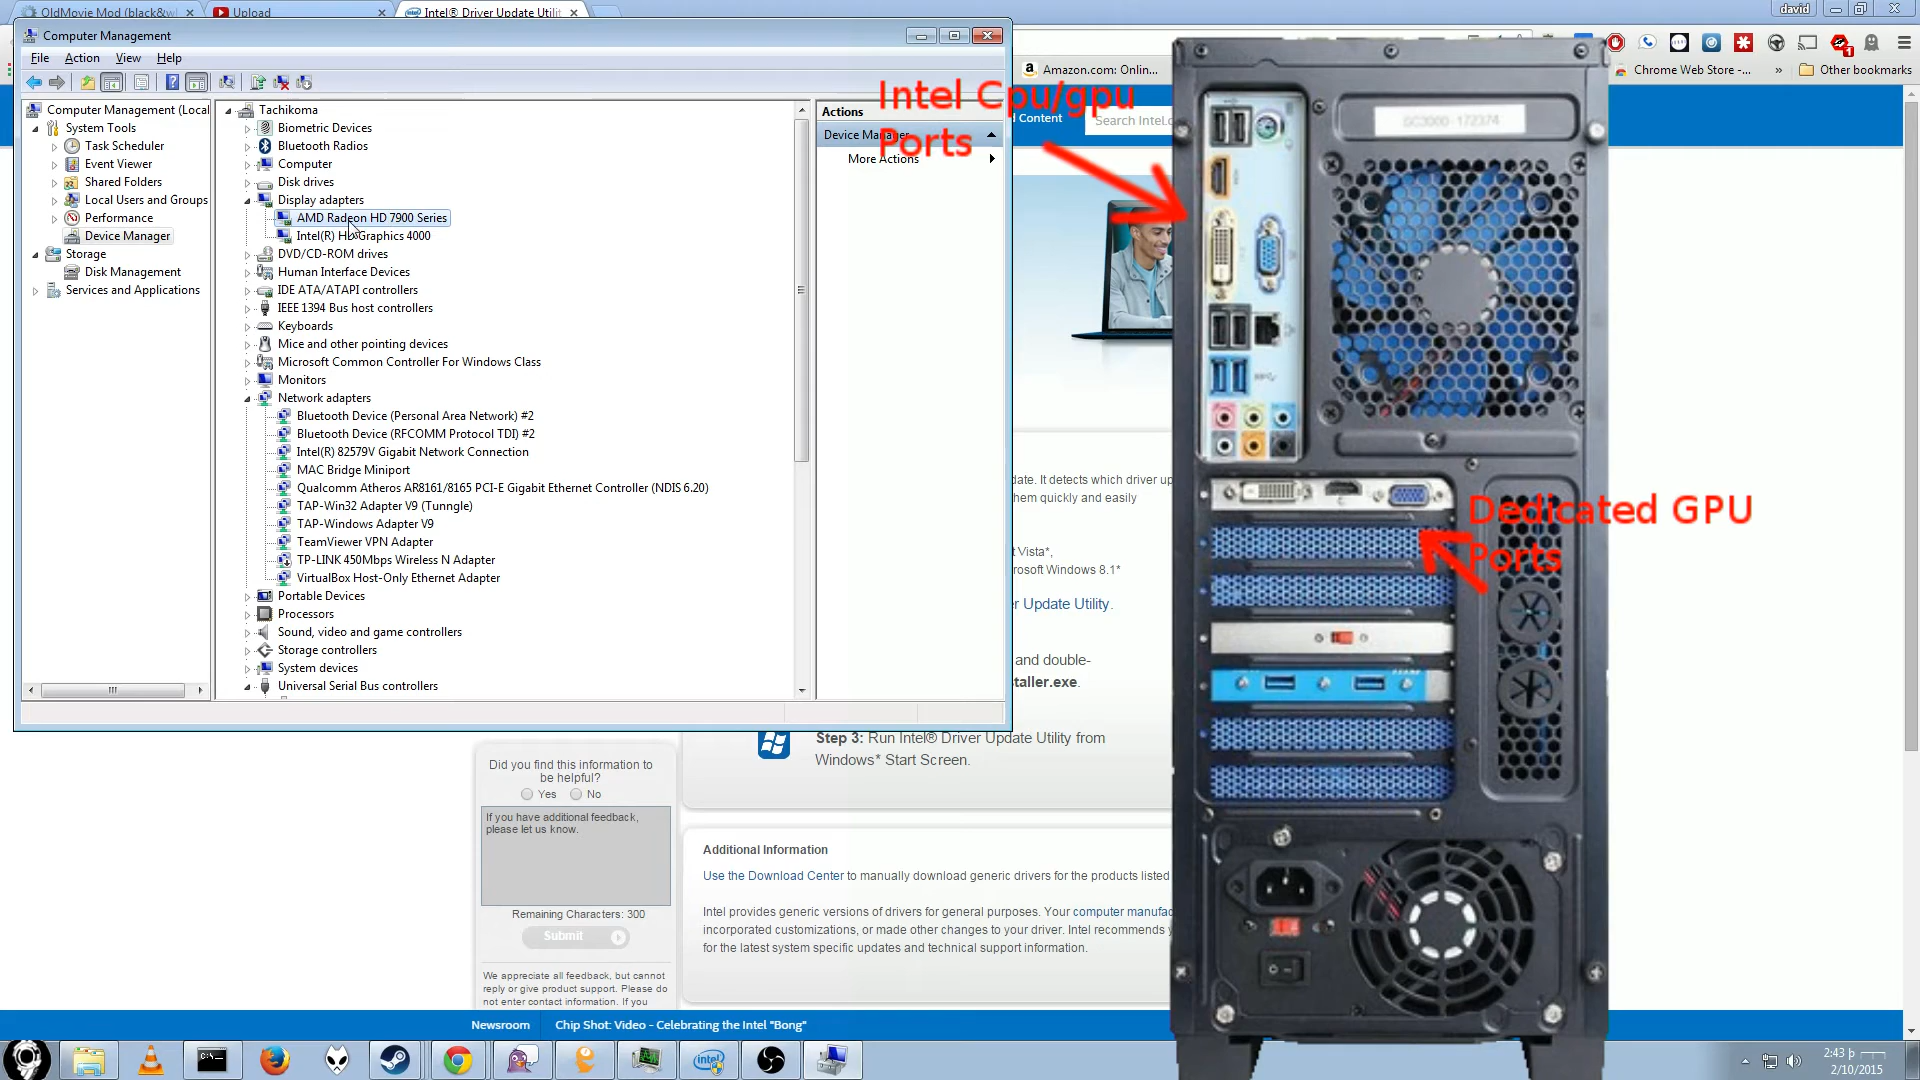 OldMovie Mod (black&w
Upload
Intel® Driver Update Utilit
david
Computer Management
File Action View Help
Amazon.com: Onlin...
Chrome Web Store -...
»
Other bookmarks
1
Intel Cpu/gpu
Ports
d Content
Search Intel.c
Computer Management (Local
System Tools
Task Scheduler
Event Viewer
Shared Folders
Local Users and Groups
Performance
Device Manager
Storage
Disk Management
Services and Applications
Tachikoma
Biometric Devices
Bluetooth Radios
Computer
Disk drives
Display adapters
AMD Radeon HD 7900 Series
Intel(R) HD Graphics 4000
DVD/CD-ROM drives
Human Interface Devices
IDE ATA/ATAPI controllers
IEEE 1394 Bus host controllers
Keyboards
Mice and other pointing devices
Microsoft Common Controller For Windows Class
Monitors
Network adapters
Bluetooth Device (Personal Area Network) #2
Bluetooth Device (RFCOMM Protocol TDI) #2
Intel(R) 82579V Gigabit Network Connection
MAC Bridge Miniport
Qualcomm Atheros AR8161/8165 PCI-E Gigabit Ethernet Controller (NDIS 6.20)
TAP-Win32 Adapter V9 (Tunngle)
TAP-Windows Adapter V9
TeamViewer VPN Adapter
TP-LINK 450Mbps Wireless N Adapter
VirtualBox Host-Only Ethernet Adapter
Portable Devices
Processors
Sound, video and game controllers
Storage controllers
System devices
Universal Serial Bus controllers
Actions
Device Manager
More Actions
Dedicated GPU
Ports
date. It detects which driver up
hem quickly and easily
t Vista*,
rosoft Windows 8.1*
r Update Utility.
and double-
staller.exe.
Step 3: Run Intel® Driver Update Utility from
Windows* Start Screen.
Did you find this information to
be helpful?
Yes No
If you have additional feedback,
please let us know.
Remaining Characters: 300
Submit
We appreciate all feedback, but cannot
reply or give product support. Please do
not enter contact information. If you
Additional Information
Use the Download Center to manually download generic drivers for the products listed
Intel provides generic versions of drivers for general purposes. Your computer manufac
incorporated customizations, or made other changes to your driver. Intel recommends y
for the latest system specific updates and technical support information.
Newsroom
Chip Shot: Video - Celebrating the Intel "Bong"
2:43
2/10/2015